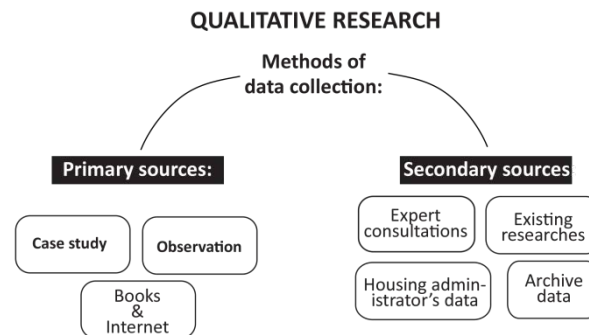 QUALITATIVE RESEARCH
Methods of
data collection:
Primary sources:
Secondary sources
Case study
Observation
Books
&
Internet
Expert
consultations
Existing
researches
Housing admin-
istrator's data
Archive
data